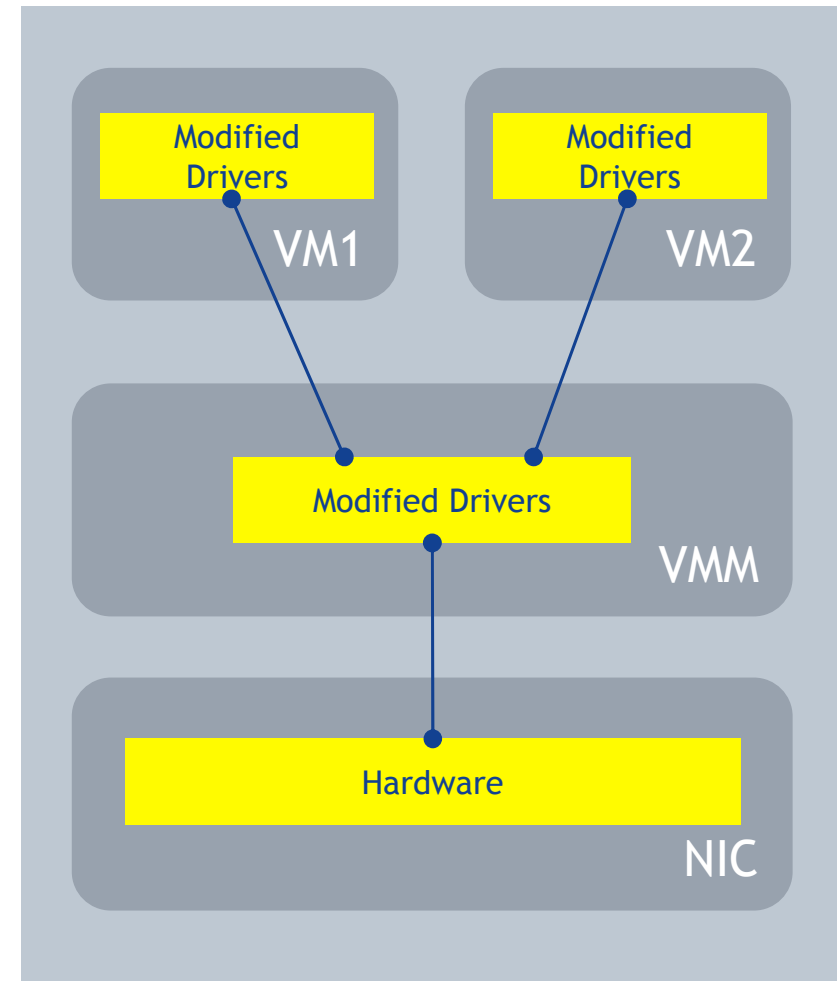 Modified
Drivers
VM1
Modified
Drivers
VM2
Modified Drivers
VMM
Hardware
NIC